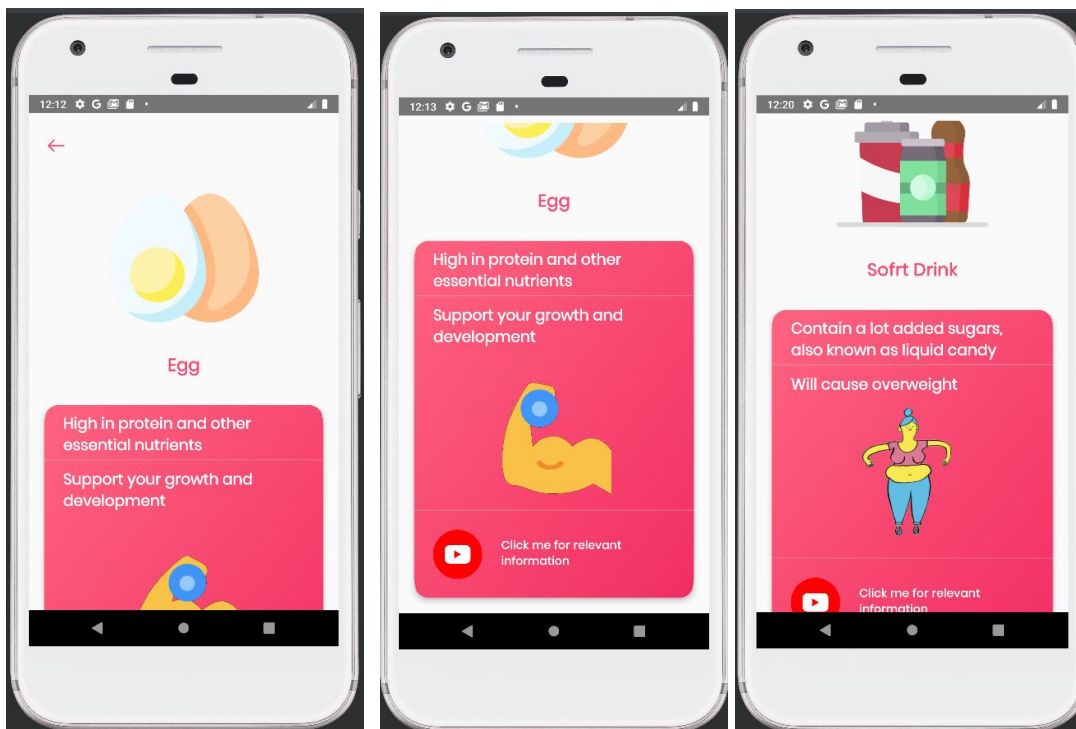 12:12
Egg
High in protein and other
essential nutrients
Support your growth and
development
12:13
Egg
High in protein and other
essential nutrients
Support your growth and
development
Click me for relevant
information
12:20
Sofrt Drink
Contain a lot added sugars,
also known as liquid candy
Will cause overweight
Click me for relevant
information